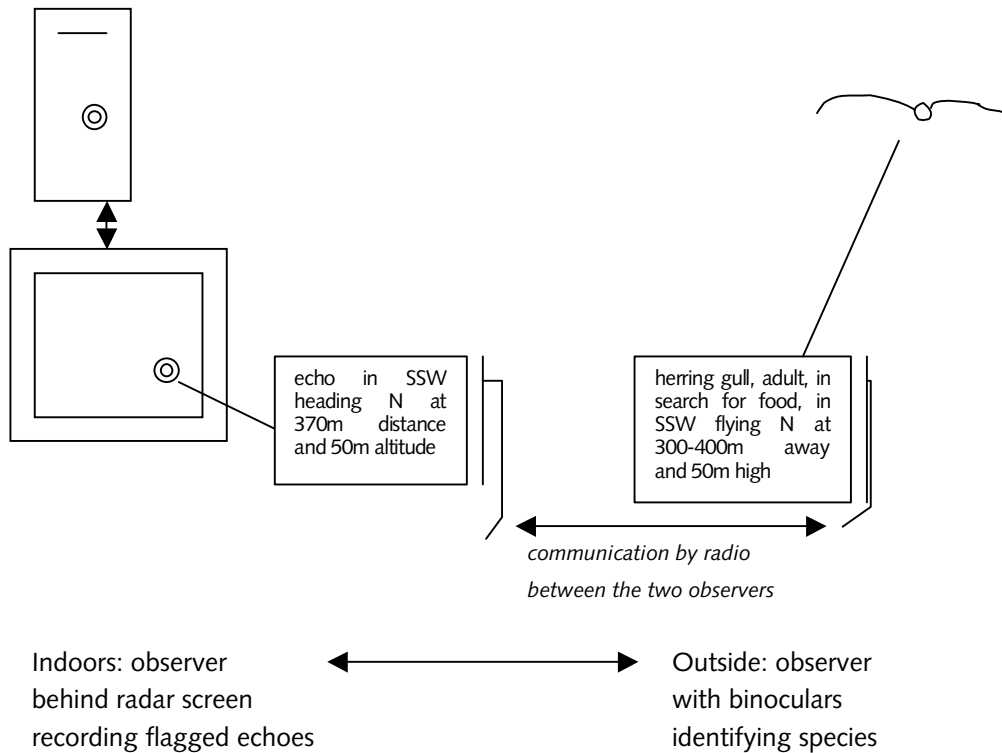 echo in SSW
heading N at
370m distance
and 50m altitude
herring gull, adult, in
search for food, in
SSW flying N at
300-400m away
and 50m high
communication by radio
between the two observers
Indoors: observer
behind radar screen
recording flagged echoes
Outside: observer
with binoculars
identifying species